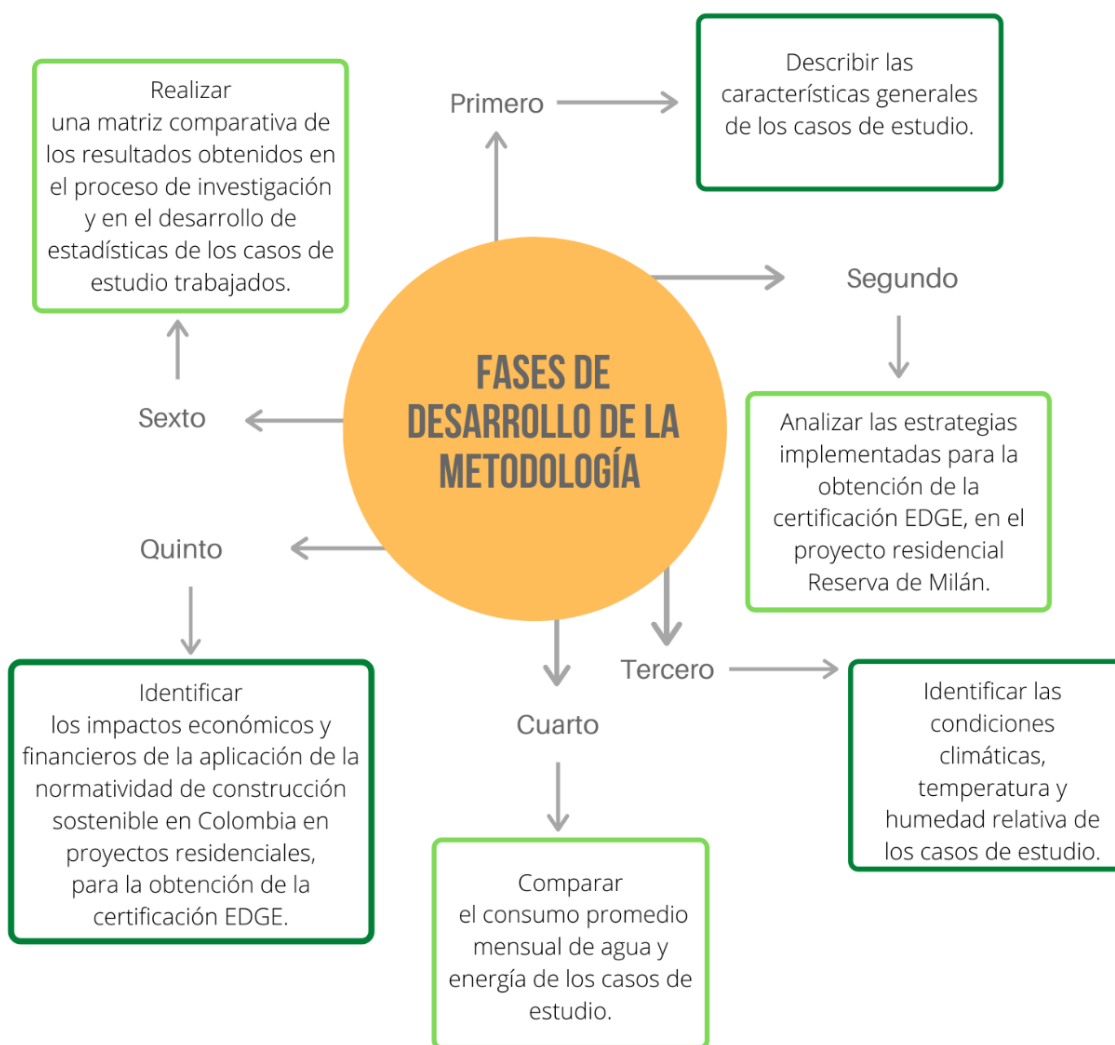 FASES DE
DESARROLLO DE LA
METODOLOGÍA
Primero
Describir las
características generales
de los casos de estudio.
Segundo
Analizar las estrategias
implementadas para la
obtención de la
certificación EDGE, en el
proyecto residencial
Reserva de Milán.
Tercero
Identificar las
condiciones
climáticas,
temperatura y
humedad relativa de
los casos de estudio.
Cuarto
Comparar
el consumo promedio
mensual de agua y
energía de los casos de
estudio.
Quinto
Identificar
los impactos económicos y
financieros de la aplicación de la
normatividad de construcción
sostenible en Colombia en
proyectos residenciales,
para la obtención de la
certificación EDGE.
Sexto
Realizar
una matriz comparativa de
los resultados obtenidos en
el proceso de investigación
y en el desarrollo de
estadísticas de los casos de
estudio trabajados.